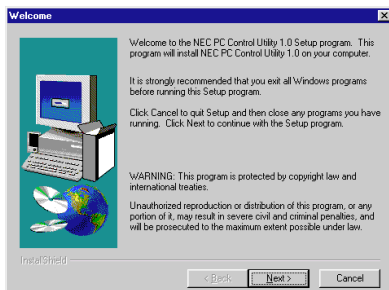 Welcome
Welcome to the NEC PC Control Utility 1.0 Setup program. This
program will install NEC PC Control Utility 1.0 on your computer.
It is strongly recommended that you exit all Windows programs
before running this Setup program.
Click Cancel to quit Setup and then close any programs you have
running. Click Next to continue with the Setup program.
WARNING: This program is protected by copyright law and
international treaties.
Unauthorized reproduction or distribution of this program, or any
portion of it, may result in severe civil and criminal penalties, and
will be prosecuted to the maximum extent possible under law.
InstallShield
< Back
Next >
Cancel